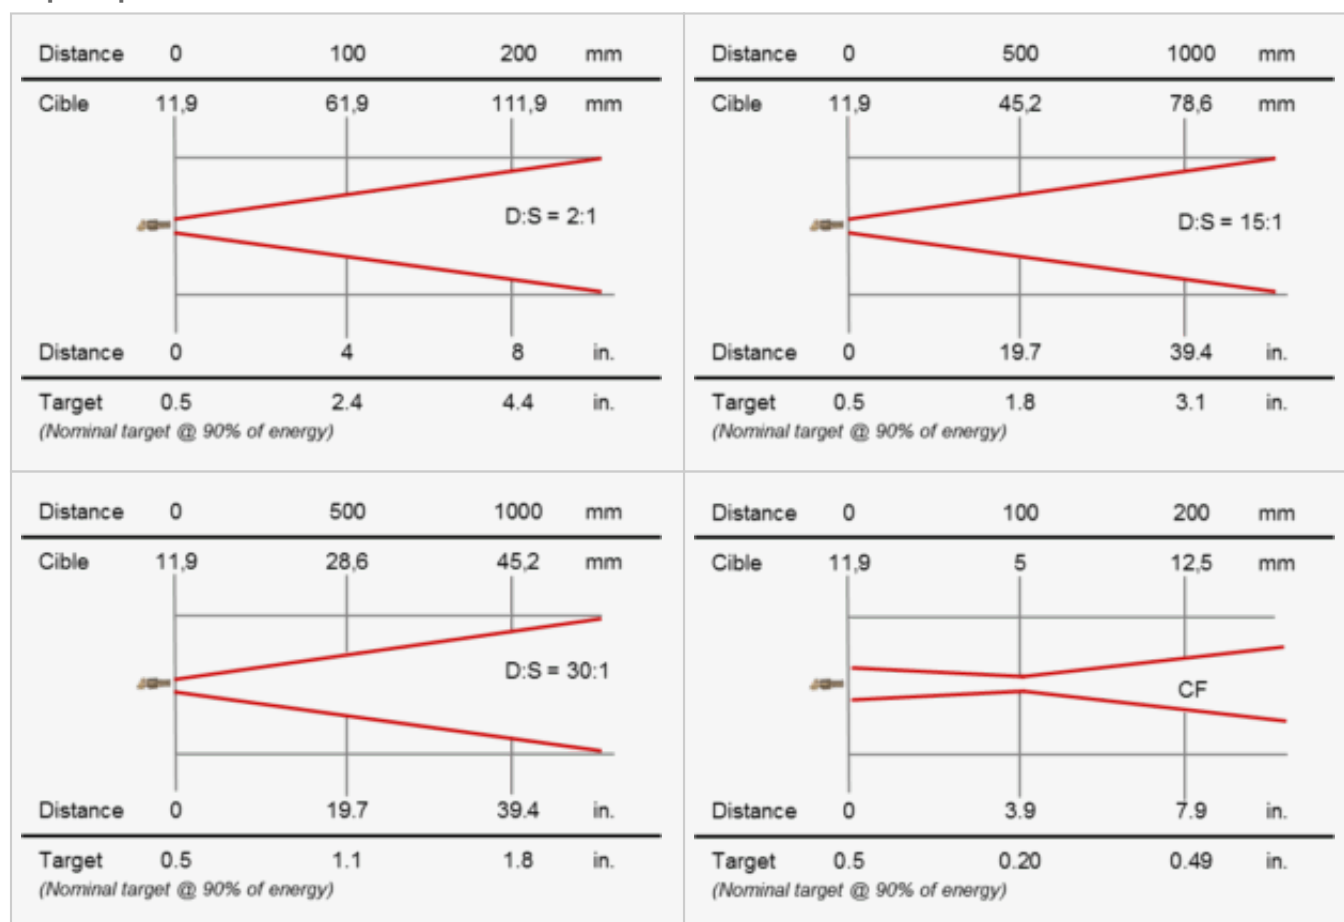 Distance 0 100 200 mm
Cible 11,9 61,9 111,9 mm
D:S = 2:1
Distance 0 4 8 in.
Target 0.5 2.4 4.4 in.
(Nominal target @ 90% of energy)
Distance 0 500 1000 mm
Cible 11,9 45,2 78,6 mm
D:S = 15:1
Distance 0 19.7 39.4 in.
Target 0.5 1.8 3.1 in.
(Nominal target @ 90% of energy)
Distance 0 500 1000 mm
Cible 11,9 28,6 45,2 mm
D:S = 30:1
Distance 0 19.7 39.4 in.
Target 0.5 1.1 1.8 in.
(Nominal target @ 90% of energy)
Distance 0 100 200 mm
Cible 11,9 5 12,5 mm
CF
Distance 0 3.9 7.9 in.
Target 0.5 0.20 0.49 in.
(Nominal target @ 90% of energy)